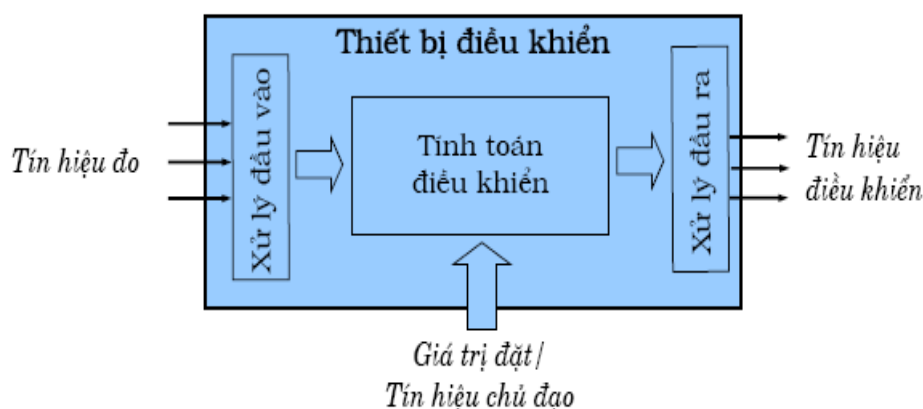 Thiết bị điều khiển
Tín hiệu đo
Xử lý đầu vào
Tính toán
điều khiển
Xử lý đầu ra
Tín hiệu
điều khiển
Giá trị đặt/
Tín hiệu chủ đạo